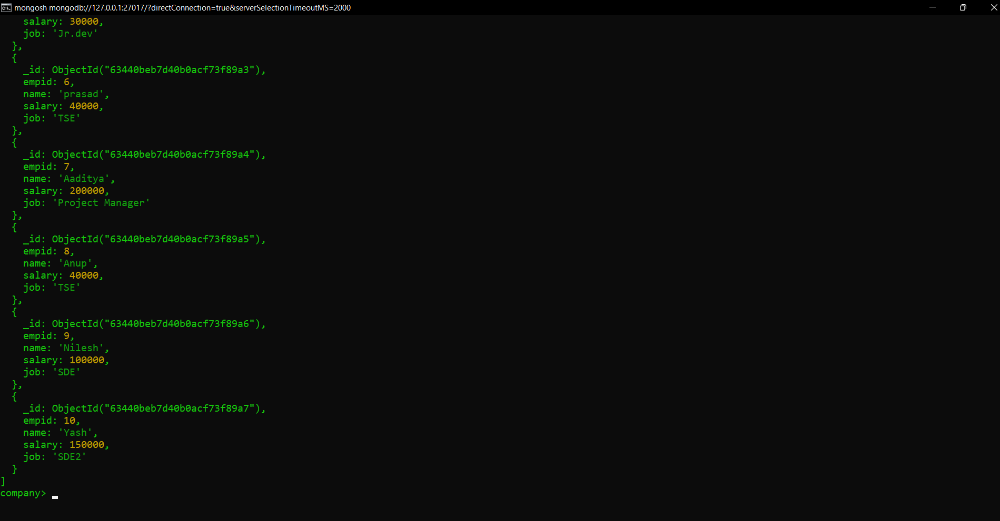 mongosh mongodb://127.0.0.1:27017/?directConnection=true&serverSelectionTimeoutMS=2000
    salary: 30000,
    job: 'Jr.dev'
  },
  {
    _id: ObjectId("63440beb7d40b0acf73f89a3"),
    empid: 6,
    name: 'prasad',
    salary: 40000,
    job: 'TSE'
  },
  {
    _id: ObjectId("63440beb7d40b0acf73f89a4"),
    empid: 7,
    name: 'Aaditya',
    salary: 200000,
    job: 'Project Manager'
  },
  {
    _id: ObjectId("63440beb7d40b0acf73f89a5"),
    empid: 8,
    name: 'Anup',
    salary: 40000,
    job: 'TSE'
  },
  {
    _id: ObjectId("63440beb7d40b0acf73f89a6"),
    empid: 9,
    name: 'Nilesh',
    salary: 100000,
    job: 'SDE'
  },
  {
    _id: ObjectId("63440beb7d40b0acf73f89a7"),
    empid: 10,
    name: 'Yash',
    salary: 150000,
    job: 'SDE2'
  }
]
company>